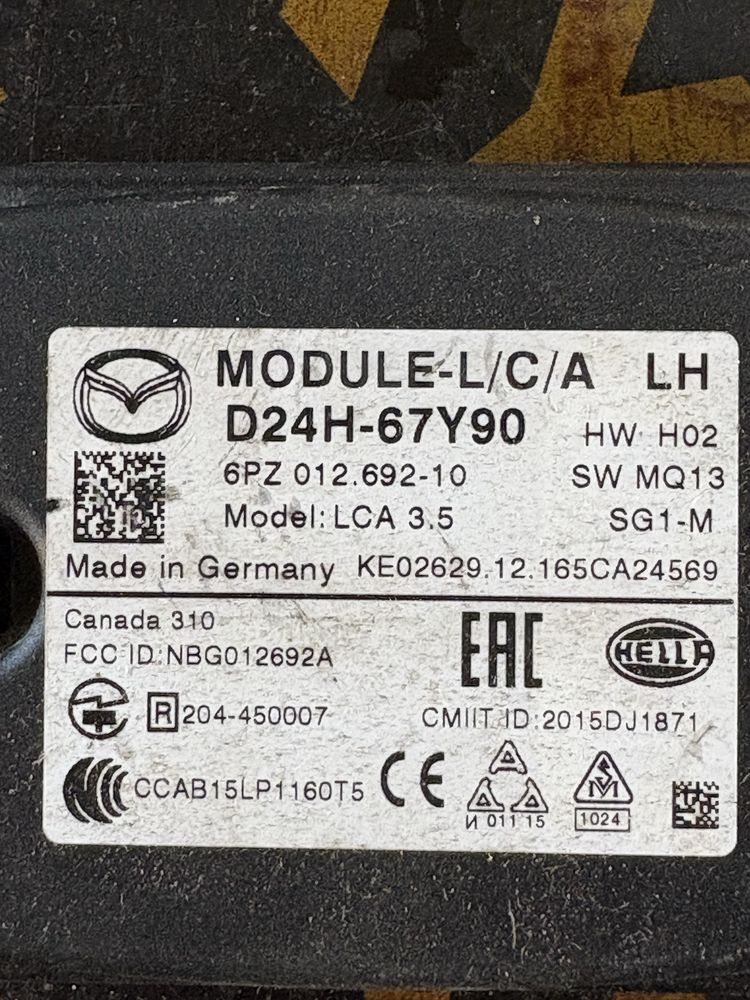 MODULE-L/C/A LH
D24H-67Y90 HW H02
6PZ 012.692-10 SW MQ13
Model: LCA 3.5 SG1-M
Made in Germany KE02629.12.165CA24569
Canada 310
FCC ID:NBG012692A
EAC
HELLA
R 204-450007 CMIIT ID:2015DJ1871
CCC CCAB15LP1160T5 CE
И 011 15
1024